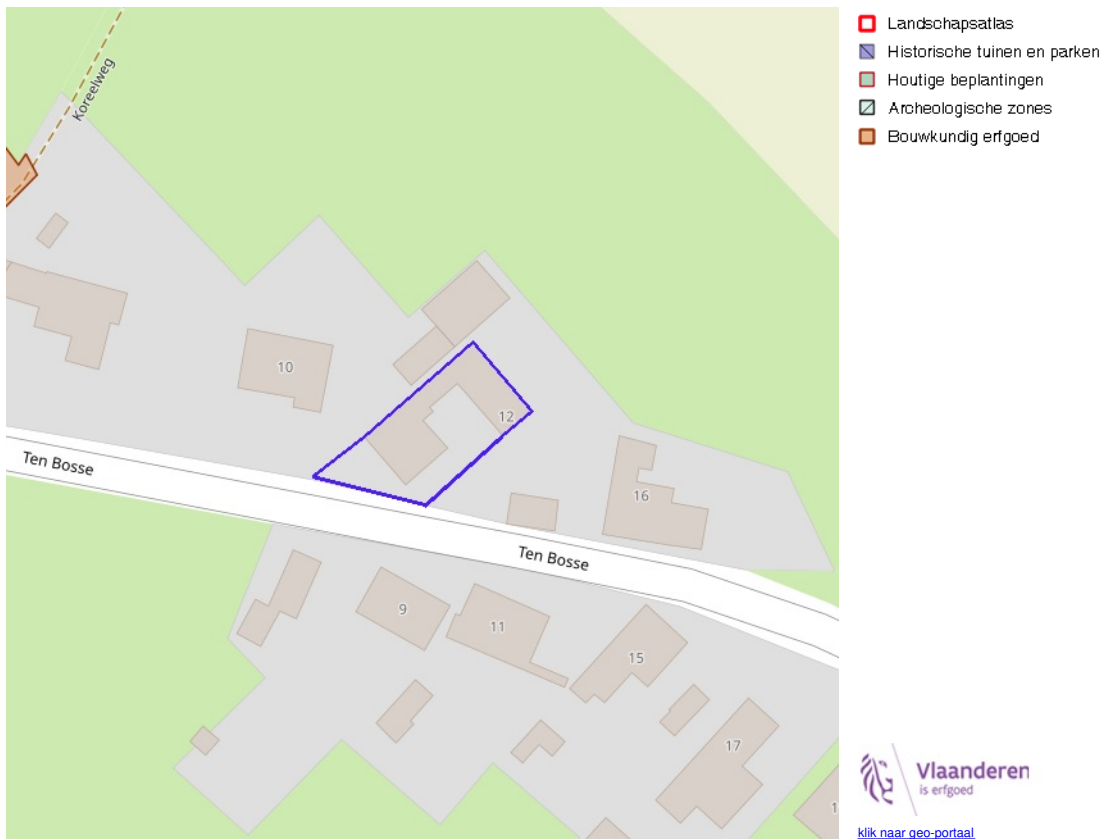 Koreelweg
10
12
Ten Bosse
16
Ten Bosse
9
11
15
17
Landschapsatlas
Historische tuinen en parken
Houtige beplantingen
Archeologische zones
Bouwkundig erfgoed
Vlaanderen
is erfgoed
klik naar geo-portaal